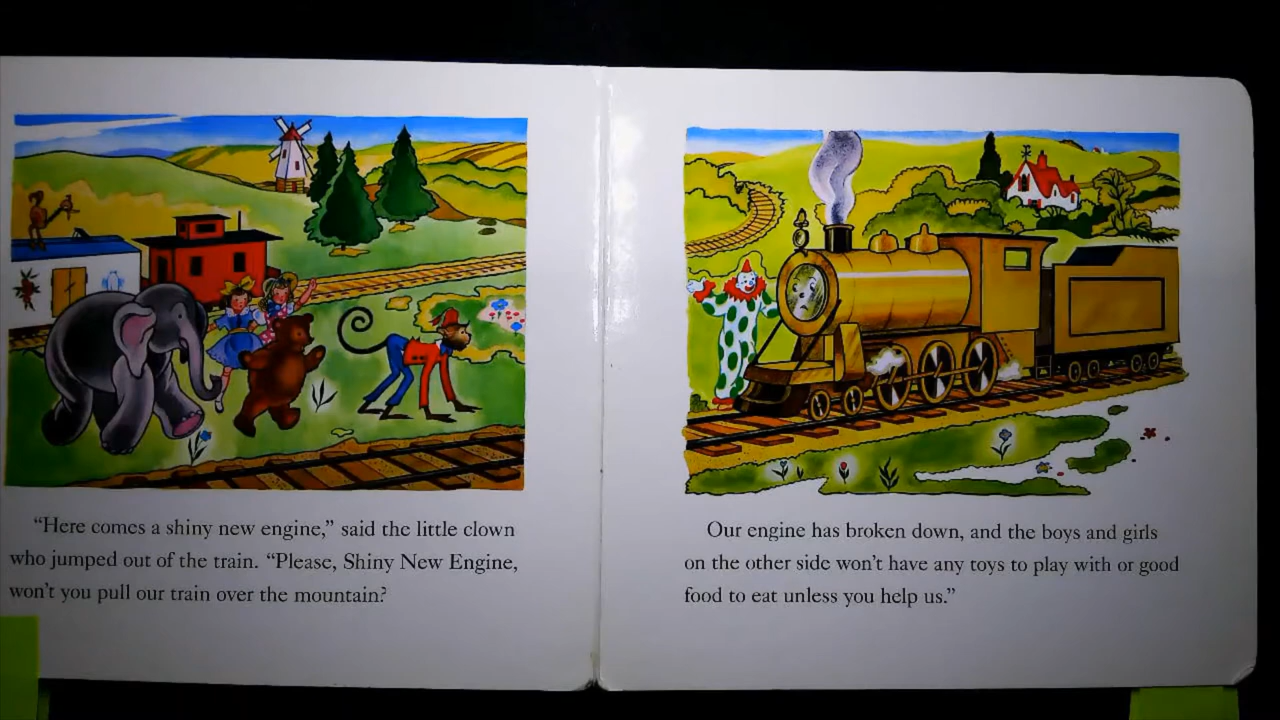 “Here comes a shiny new engine,” said the little clown
who jumped out of the train. “Please, Shiny New Engine,
won’t you pull our train over the mountain?
Our engine has broken down, and the boys and girls
on the other side won’t have any toys to play with or good
food to eat unless you help us.”